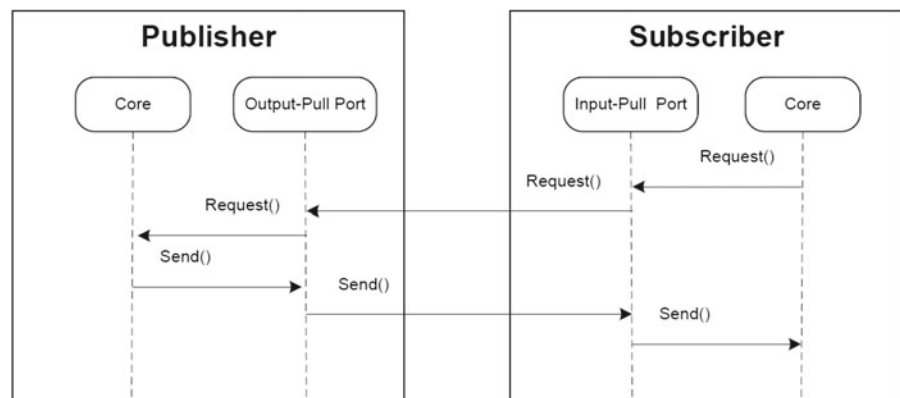 Publisher
Subscriber
Core
Output-Pull Port
Input-Pull Port
Core
Request()
Request()
Request()
Send()
Send()
Send()